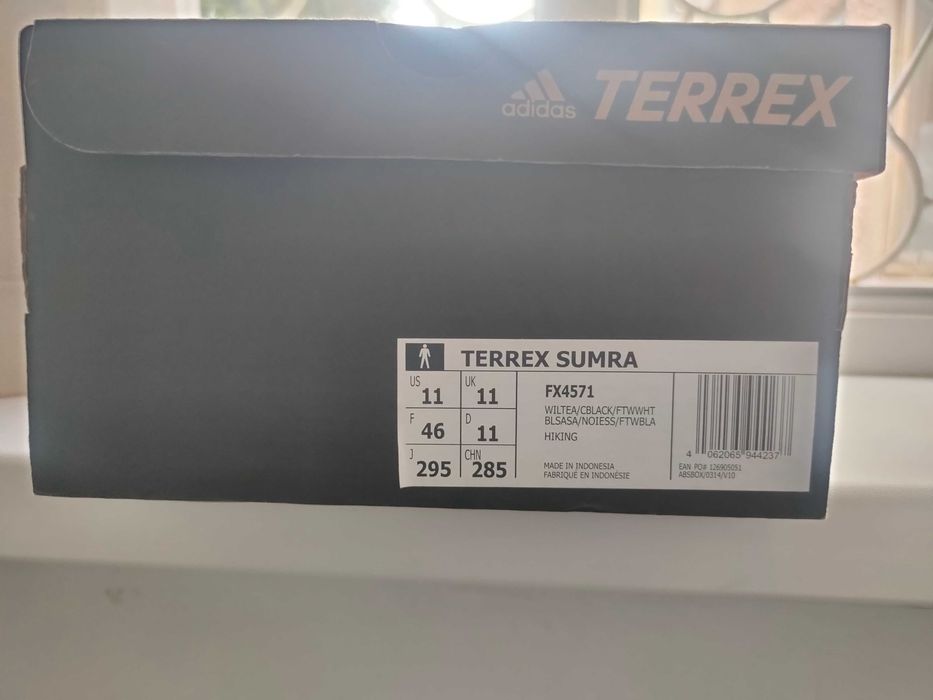 adidas TERREX
TERREX SUMRA
US 11 UK 11
F 46 D 11
J 295 CHN 285
FX4571
WILTEA/CBLACK/FTWWHT
BLSASA/NOIESS/FTWBLA
HIKING
MADE IN INDONESIA
FABRIQUÉ EN INDONÉSIE
4 062065 944237
EAN PO# 126905051
ABSBOX/0314/V10